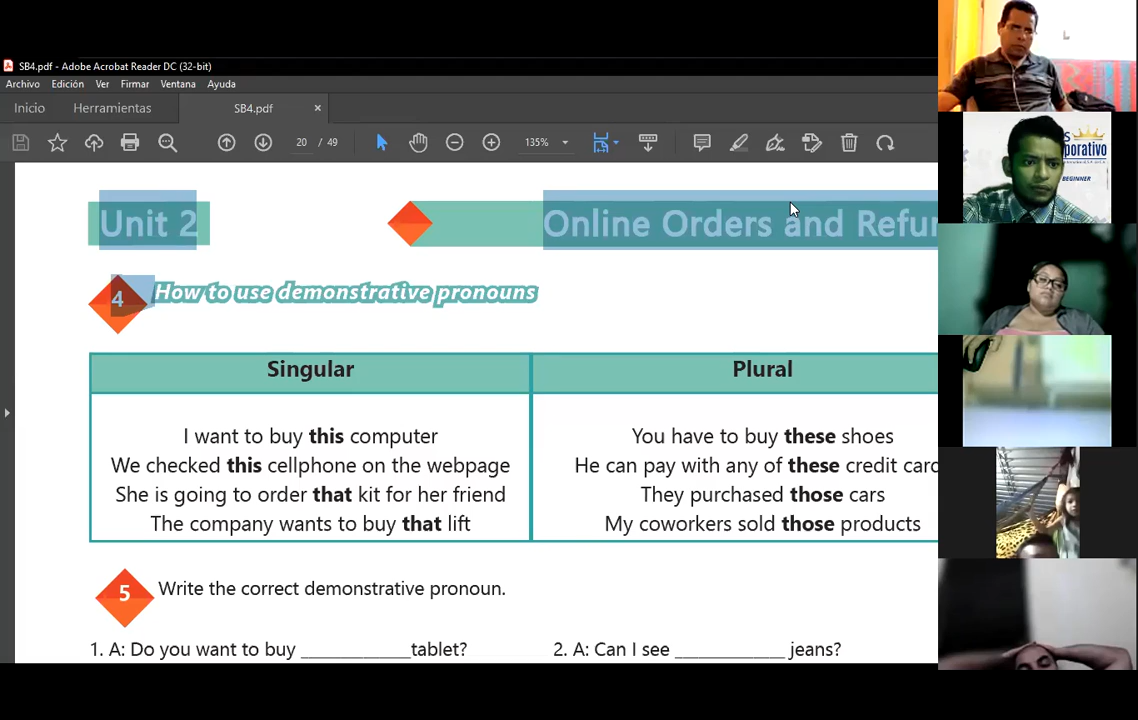 SB4.pdf - Adobe Acrobat Reader DC (32-bit)
Archivo Edición Ver Firmar Ventana Ayuda
Inicio Herramientas SB4.pdf ×
20 / 49 135%
Unit 2 Online Orders and Refun
4 How to use demonstrative pronouns
Singular Plural
I want to buy this computer
We checked this cellphone on the webpage
She is going to order that kit for her friend
The company wants to buy that lift
You have to buy these shoes
He can pay with any of these credit card
They purchased those cars
My coworkers sold those products
5 Write the correct demonstrative pronoun.
1. A: Do you want to buy _____________tablet?
2. A: Can I see _____________ jeans?
S
porativo
BEGINNER